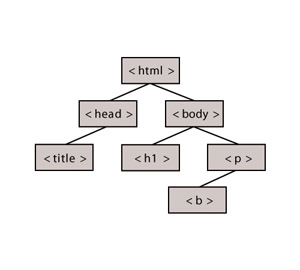 < html >
< head >
< body >
< title >
< h1 >
< p >
< b >